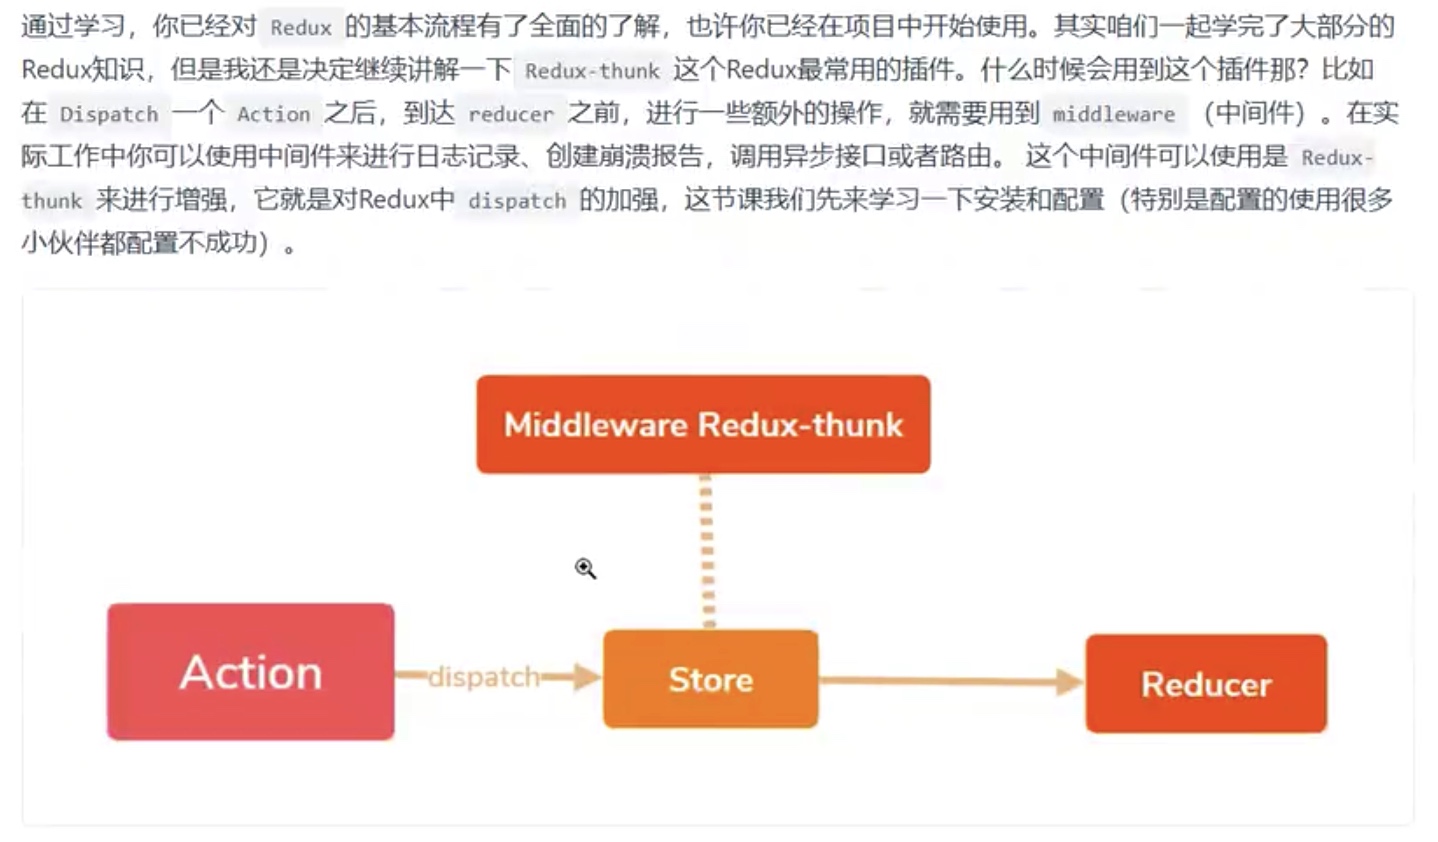 通过学习，你已经对 Redux 的基本流程有了全面的了解，也许你已经在项目中开始使用。其实咱们一起学完了大部分的
Redux知识，但是我还是决定继续讲解一下 Redux-thunk 这个Redux最常用的插件。什么时候会用到这个插件那？比如
在 Dispatch 一个 Action 之后，到达 reducer 之前，进行一些额外的操作，就需要用到 middleware （中间件）。在实
际工作中你可以使用中间件来进行日志记录、创建崩溃报告，调用异步接口或者路由。 这个中间件可以使用是 Redux-
thunk 来进行增强，它就是对Redux中 dispatch 的加强，这节课我们先来学习一下安装和配置（特别是配置的使用很多
小伙伴都配置不成功）。
Middleware Redux-thunk
Action
dispatch
Store
Reducer